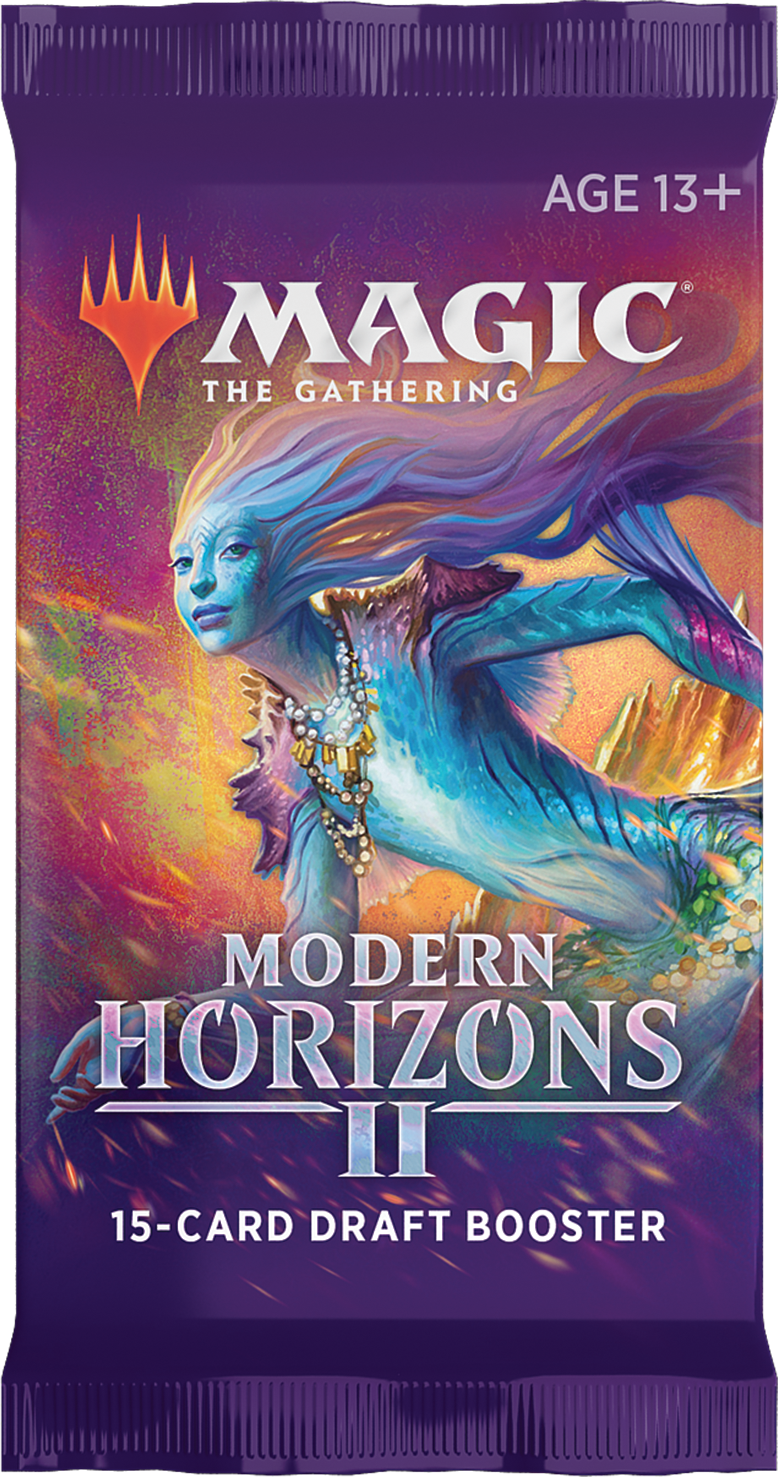 AGE 13+
MAGIC®
THE GATHERING
MODERN
HORIZONS
II
15-CARD DRAFT BOOSTER